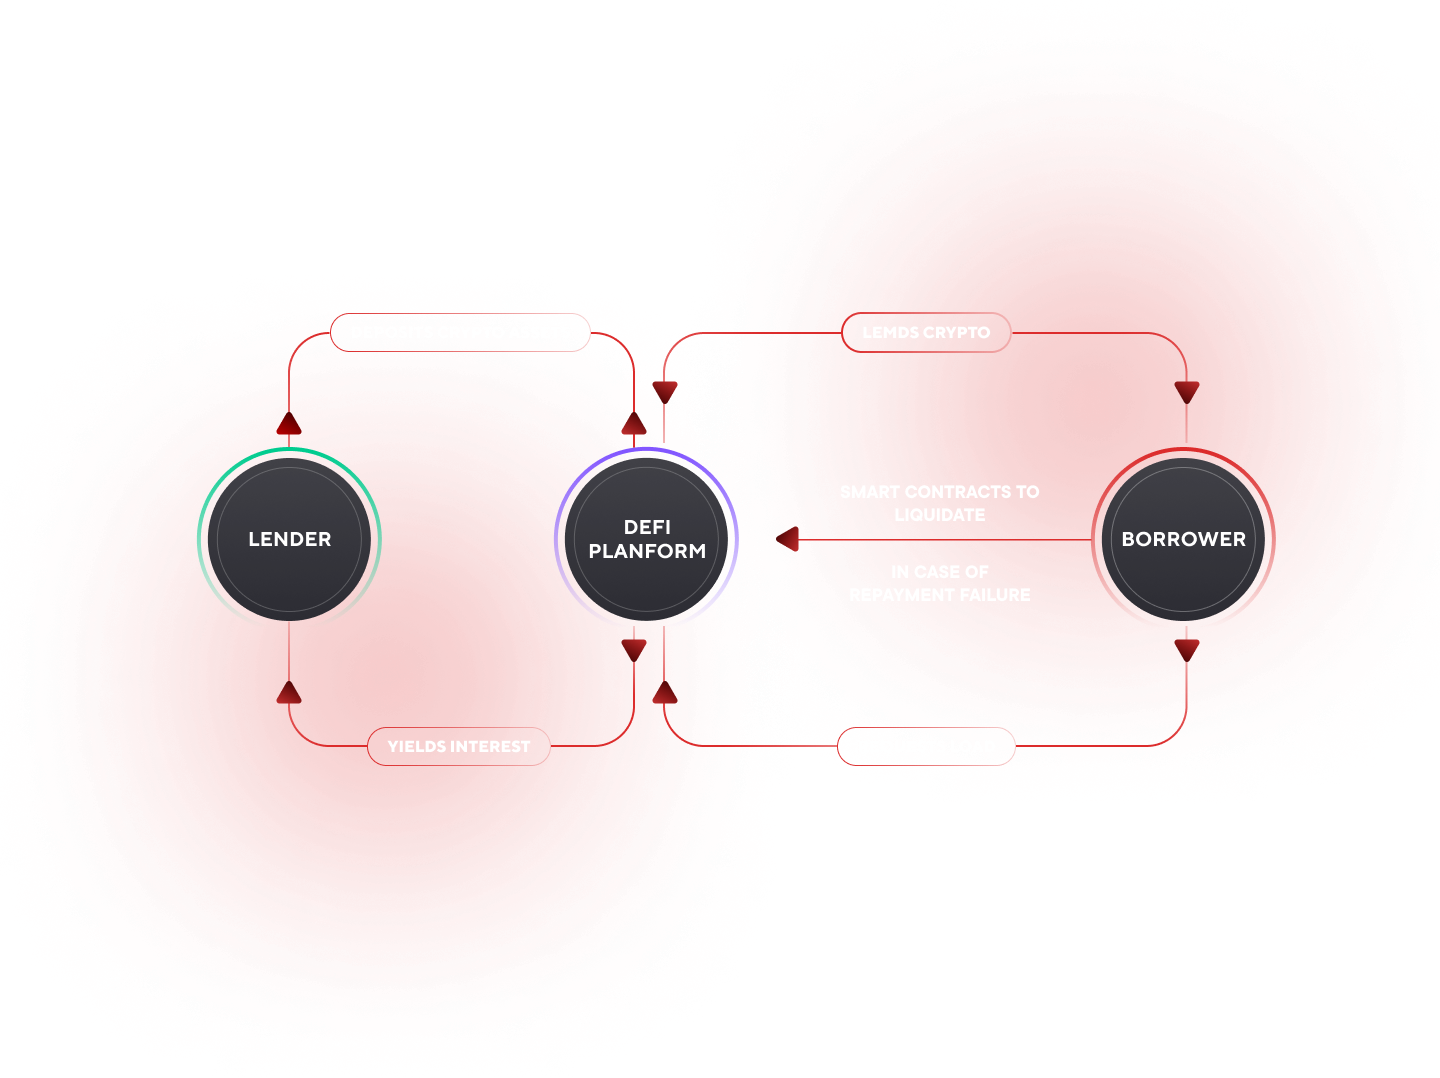 LEMDS CRYPTO
SMART CONTRACTS TO
LIQUIDATE
LENDER
DEFI
PLANFORM
BORROWER
IN CASE OF
REPAYMENT FAILURE
YIELDS INTEREST